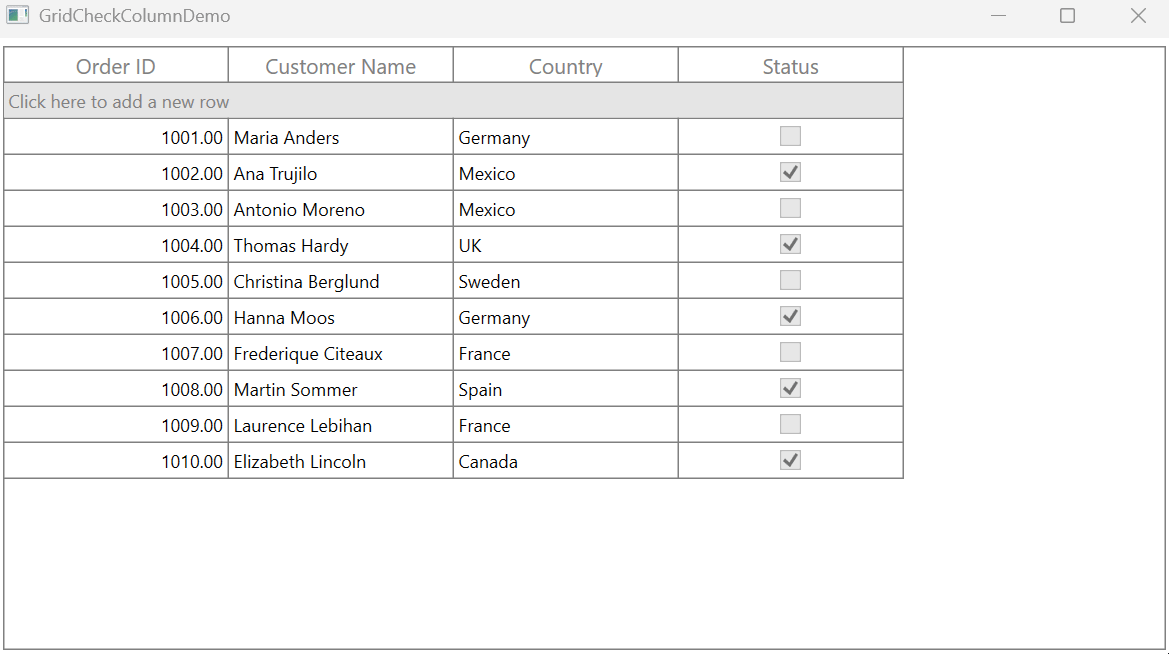 GridCheckColumnDemo
Order ID Customer Name Country Status
Click here to add a new row
1001.00 Maria Anders Germany
1002.00 Ana Trujilo Mexico
1003.00 Antonio Moreno Mexico
1004.00 Thomas Hardy UK
1005.00 Christina Berglund Sweden
1006.00 Hanna Moos Germany
1007.00 Frederique Citeaux France
1008.00 Martin Sommer Spain
1009.00 Laurence Lebihan France
1010.00 Elizabeth Lincoln Canada